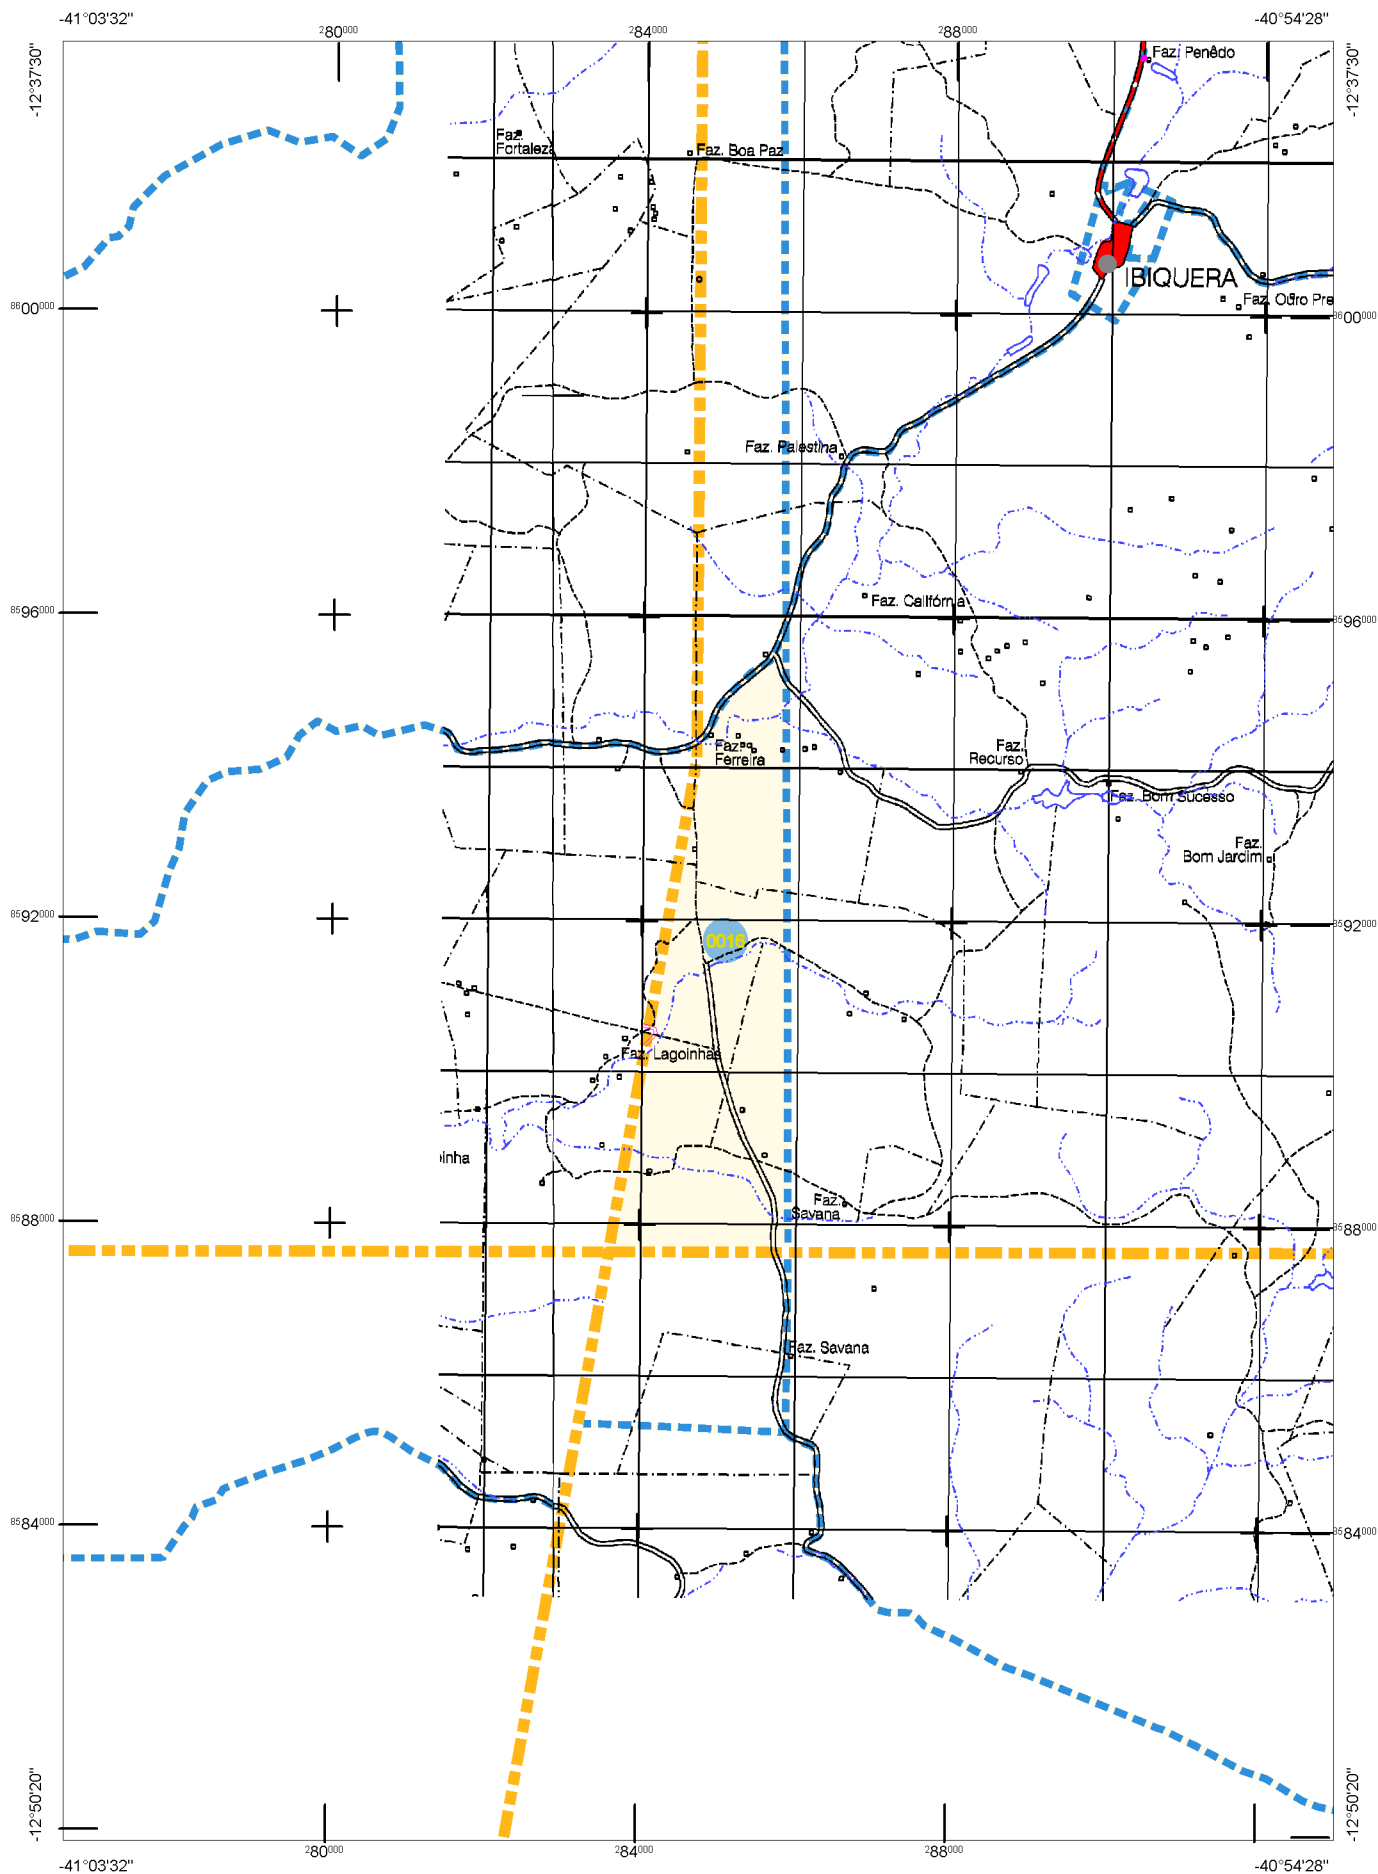 -41°03'32"
-40°54'28"
280000
284000
288000
-12°37'30"
-12°37'30"
Faz. Penêdo
Faz.
Fortaleza
Faz. Boa Paz
IBIQUERA
Faz. Ouro Pre
8600000
8600000
Faz. Palestina
Faz. Califórnia
8596000
8596000
Faz.
Ferreira
Faz.
Recurso
Faz. Bom Sucesso
Faz.
Bom Jardim
8592000
8592000
0016
Faz. Lagoinhas
inha
Faz.
Savana
8588000
8588000
Faz. Savana
8584000
8584000
-12°50'20"
-12°50'20"
280000
284000
288000
-41°03'32"
-40°54'28"